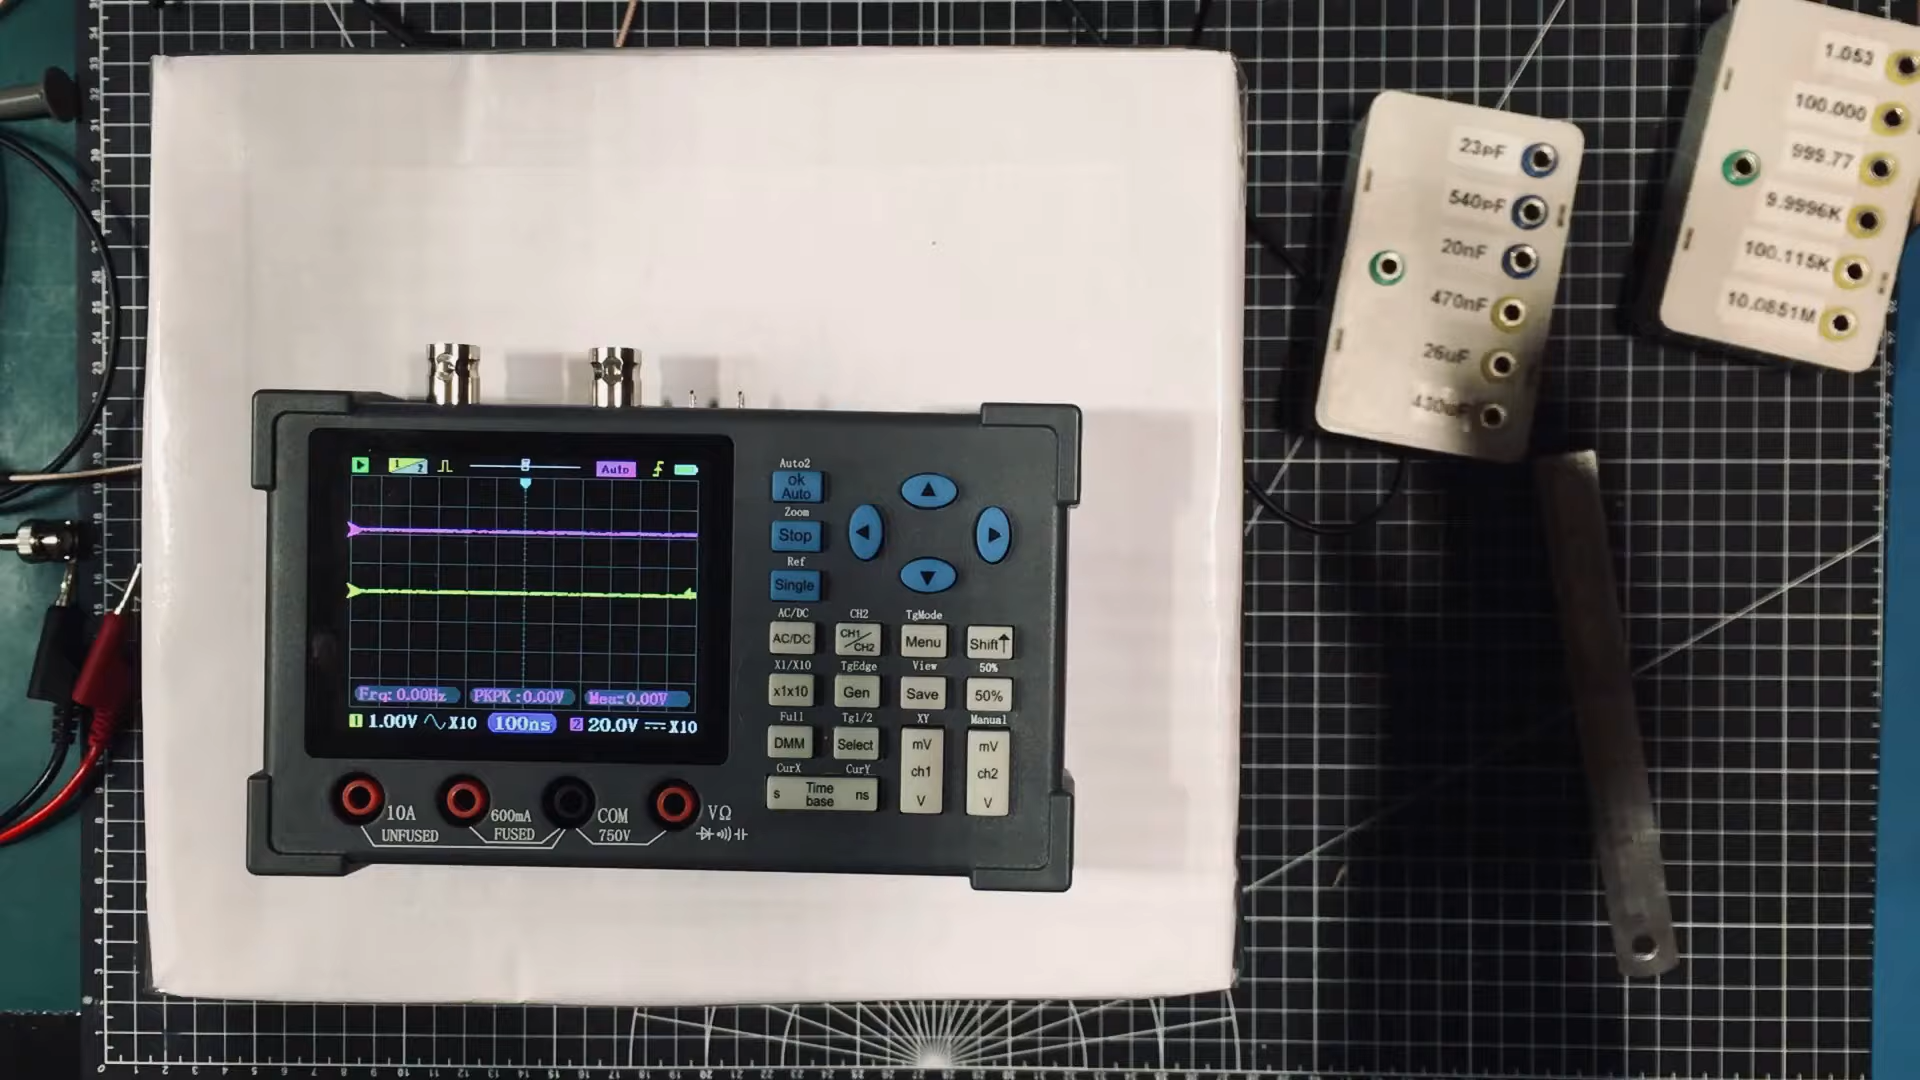 1.053
100.000
999.77
9.9996K
100.115K
10.0851M
23pF
540pF
20nF
470nF
26uF
1 2
Auto
Frq:0.00Hz PKPK:0.00V Mea:0.00V
1 1.00V X10 100ns 2 20.0V X10
Auto2
ok
Auto
Zoom
Stop
Ref
Single
AC/DC CH2 TgMode
AC/DC CH1/CH2 Menu Shift
X1/X10 TgEdge View 50%
x1x10 Gen Save 50%
Full Tg1/2 XY Manual
DMM Select mV mV
CurX CurY
s Time base ns ch1 ch2
V V
10A 600mA COM VΩ
UNFUSED FUSED 750V